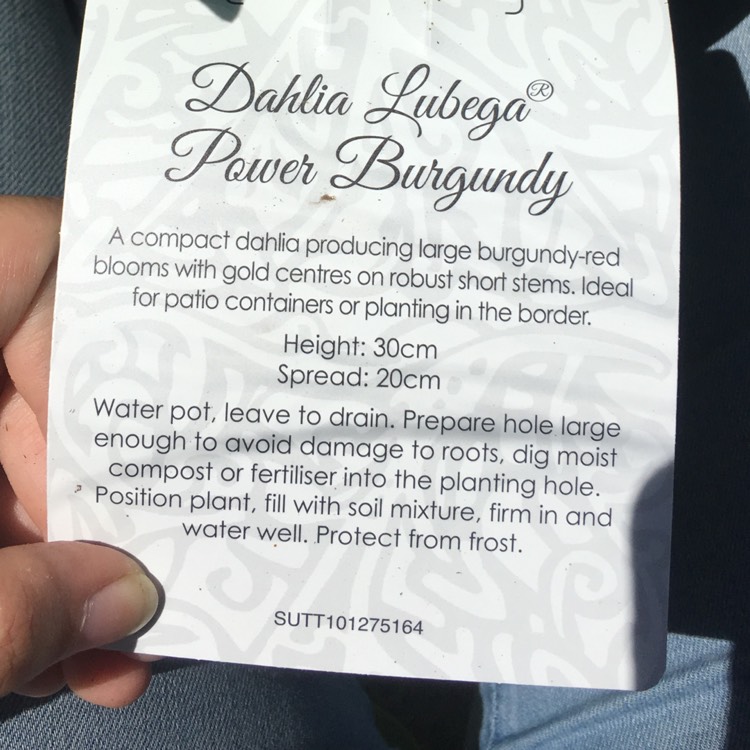 Dahlia Lubega®
Power Burgundy
A compact dahlia producing large burgundy-red
blooms with gold centres on robust short stems. Ideal
for patio containers or planting in the border.
Height: 30cm
Spread: 20cm
Water pot, leave to drain. Prepare hole large
enough to avoid damage to roots, dig moist
compost or fertiliser into the planting hole.
Position plant, fill with soil mixture, firm in and
water well. Protect from frost.
SUTT101275164